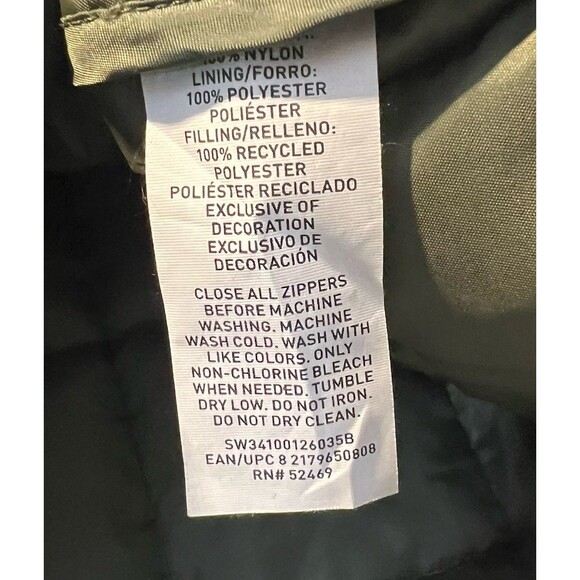 100% NYLON
LINING/FORRO:
100% POLYESTER
POLIÉSTER
FILLING/RELLENO:
100% RECYCLED
POLYESTER
POLIÉSTER RECICLADO
EXCLUSIVE OF
DECORATION
EXCLUSIVO DE
DECORACIÓN
CLOSE ALL ZIPPERS
BEFORE MACHINE
WASHING. MACHINE
WASH COLD. WASH WITH
LIKE COLORS. ONLY
NON-CHLORINE BLEACH
WHEN NEEDED. TUMBLE
DRY LOW. DO NOT IRON.
DO NOT DRY CLEAN.
SW34100126035B
EAN/UPC 8 2179650808
RN# 52469